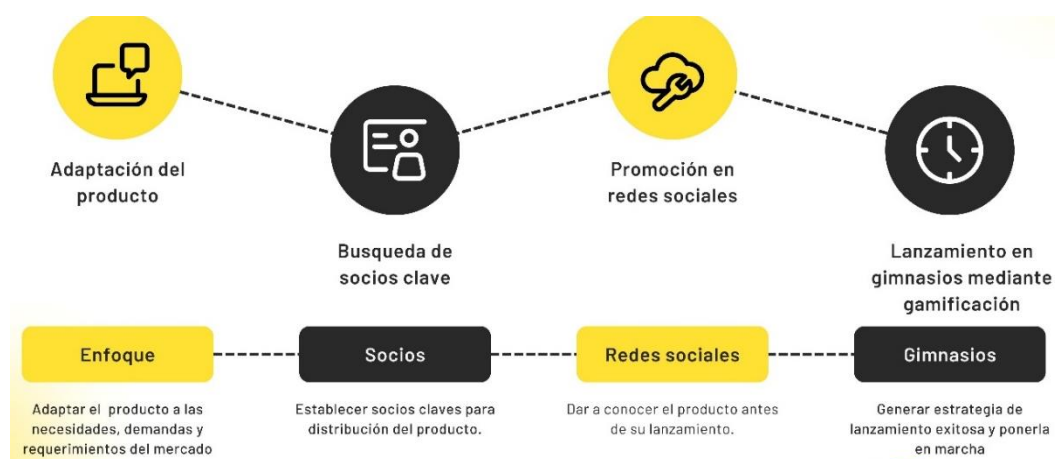 Adaptación del
producto
Busqueda de
socios clave
Promoción en
redes sociales
Lanzamiento en
gimnasios mediante
gamificación
Enfoque
Socios
Redes sociales
Gimnasios
Adaptar el producto a las
necesidades, demandas y
requerimientos del mercado
Establecer socios claves para
distribución del producto.
Dar a conocer el producto antes
de su lanzamiento.
Generar estrategia de
lanzamiento exitosa y ponerla
en marcha